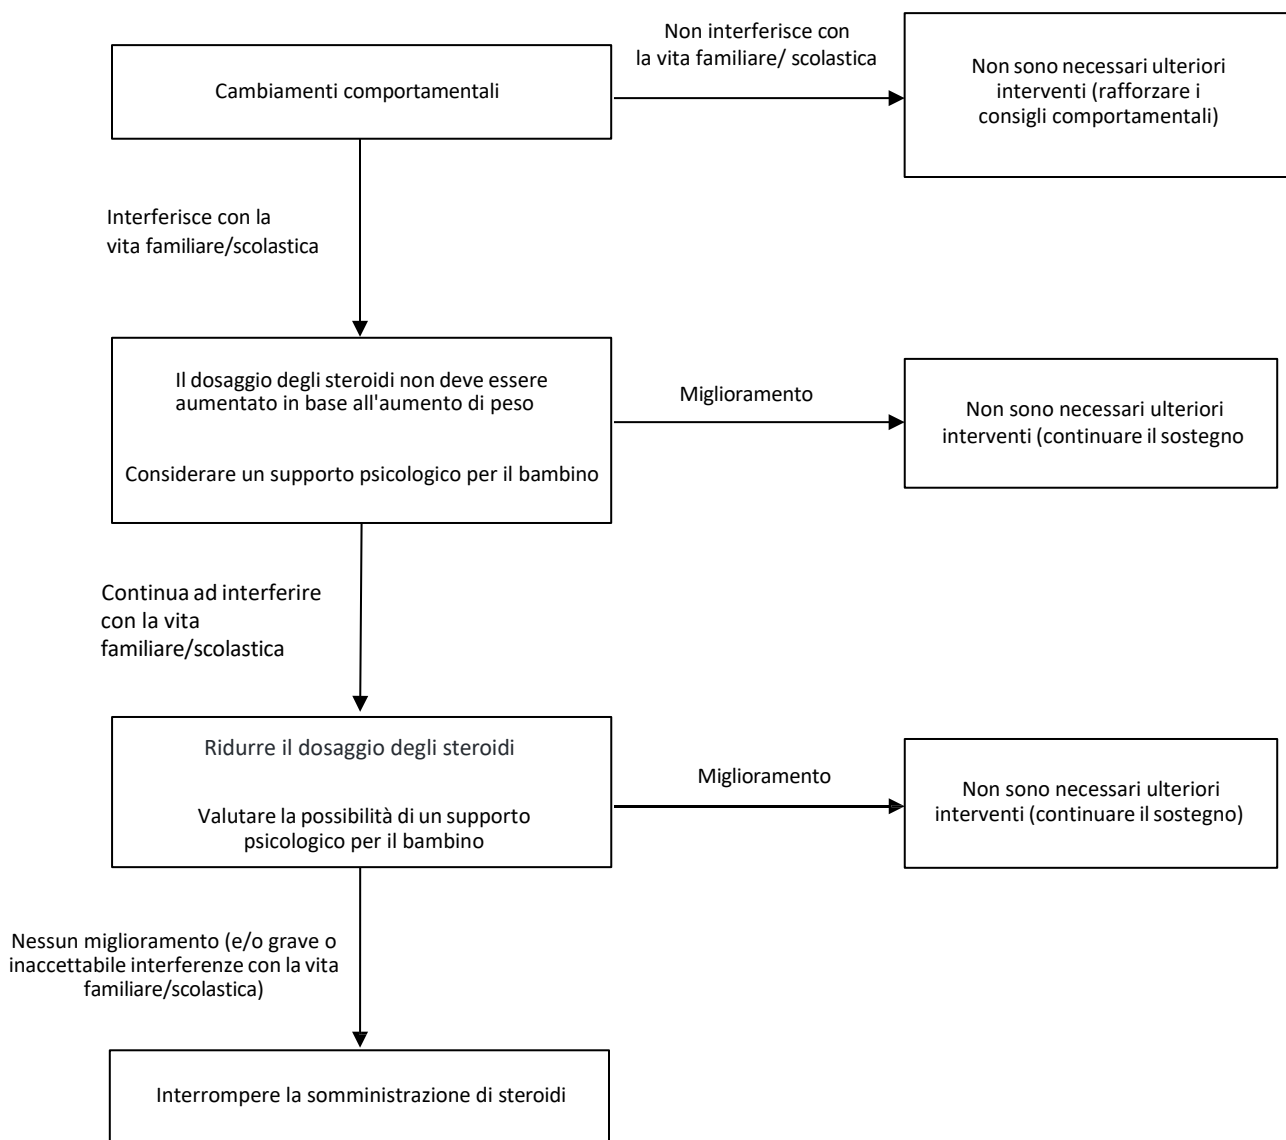 Non interferisce con
la vita familiare/ scolastica
Cambiamenti comportamentali
Non sono necessari ulteriori
interventi (rafforzare i
consigli comportamentali)
Interferisce con la
vita familiare/scolastica
Il dosaggio degli steroidi non deve essere
aumentato in base all'aumento di peso
Considerare un supporto psicologico per il bambino
Miglioramento
Non sono necessari ulteriori
interventi (continuare il sostegno
Continua ad interferire
con la vita
familiare/scolastica
Ridurre il dosaggio degli steroidi
Valutare la possibilità di un supporto
psicologico per il bambino
Miglioramento
Non sono necessari ulteriori
interventi (continuare il sostegno)
Nessun miglioramento (e/o grave o
inaccettabile interferenze con la vita
familiare/scolastica)
Interrompere la somministrazione di steroidi